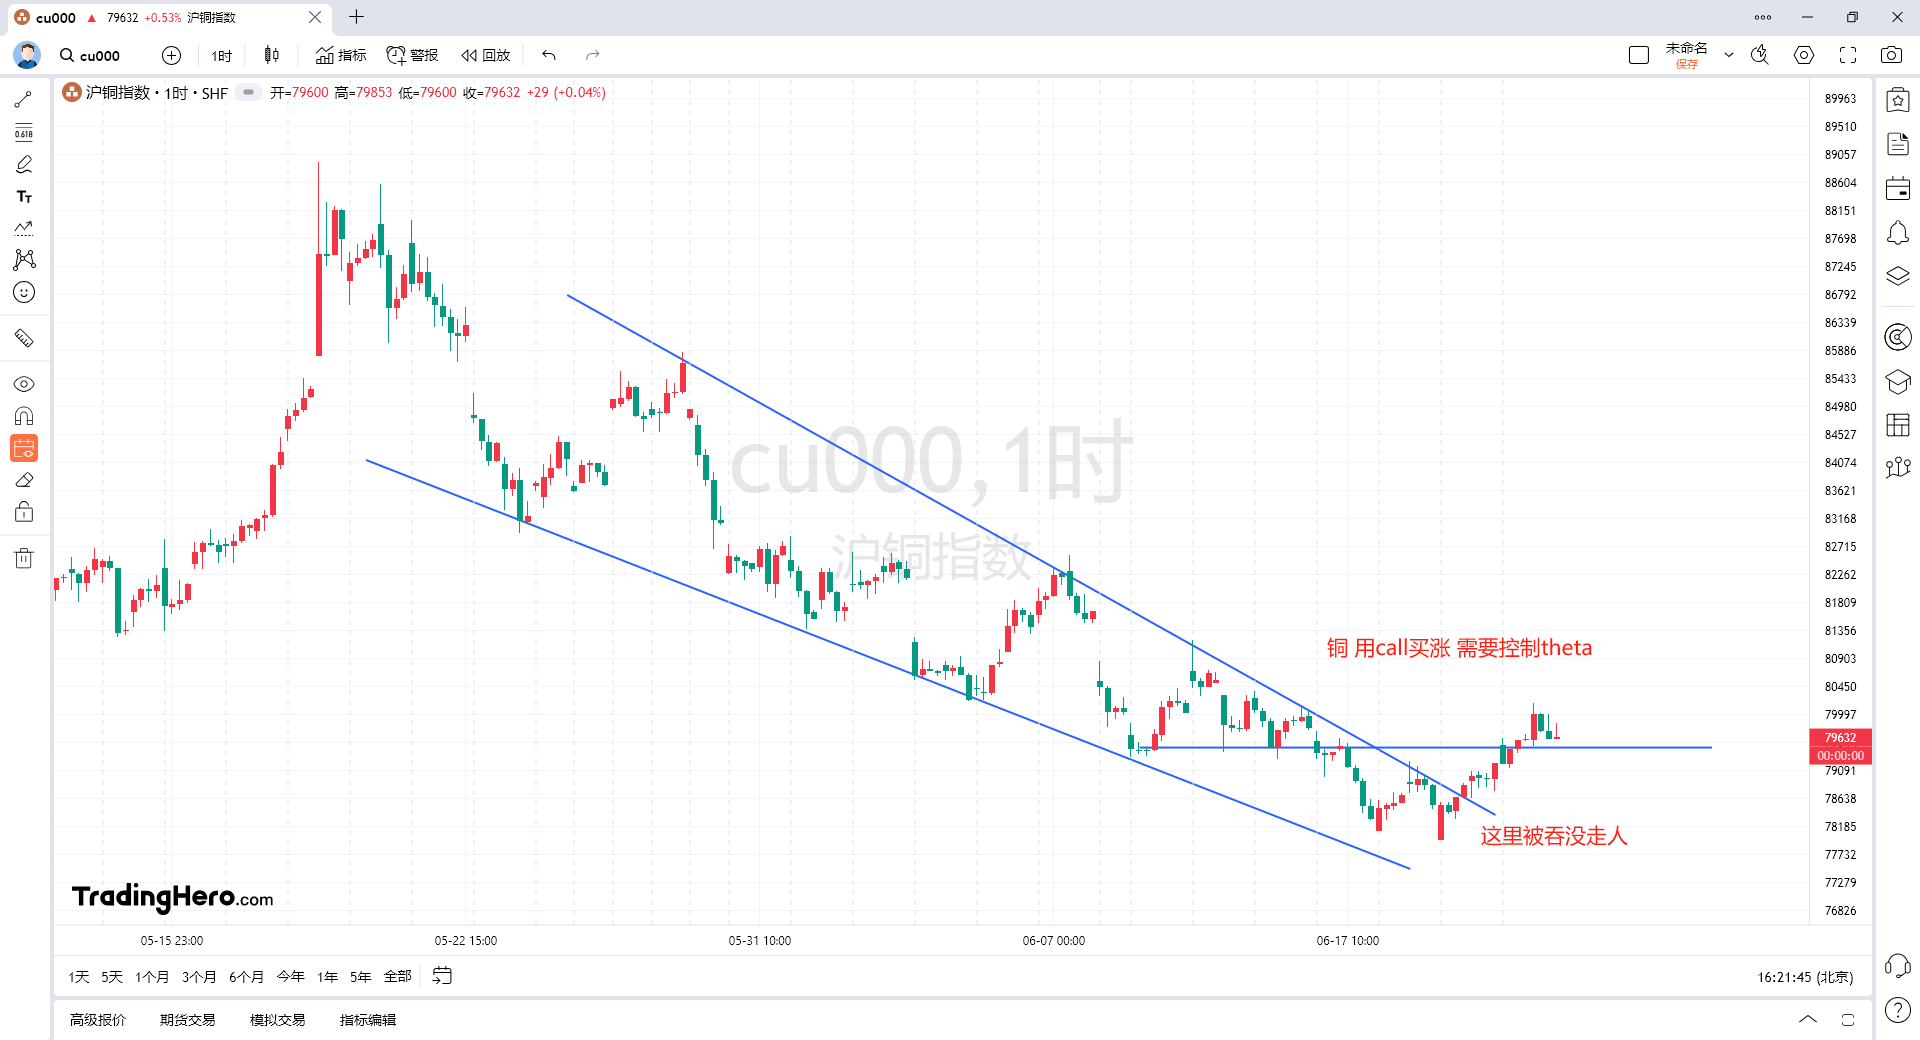 cu000 ▲ 79632 +0.53% 沪铜指数
cu000 1时 指标 警报 回放 未命名
保存
沪铜指数 · 1时 · SHF 开=79600 高=79853 低=79600 收=79632 +29 (+0.04%)
0.618
TT
89963
89510
89057
88604
88151
87698
87245
86792
86339
85886
85433
84980
84527
84074
83621
83168
82715
82262
81809
81356
80903
80450
79997
79632
00:00:00
79091
78638
78185
77732
77279
76826
cu000,1时
沪铜指数
铜 用call买涨 需要控制theta
这里被吞没走人
TradingHero.com
05-15 23:00 05-22 15:00 05-31 10:00 06-07 00:00 06-17 10:00
1天 5天 1个月 3个月 6个月 今年 1年 5年 全部 16:21:45 (北京)
高级报价 期货交易 模拟交易 指标编辑